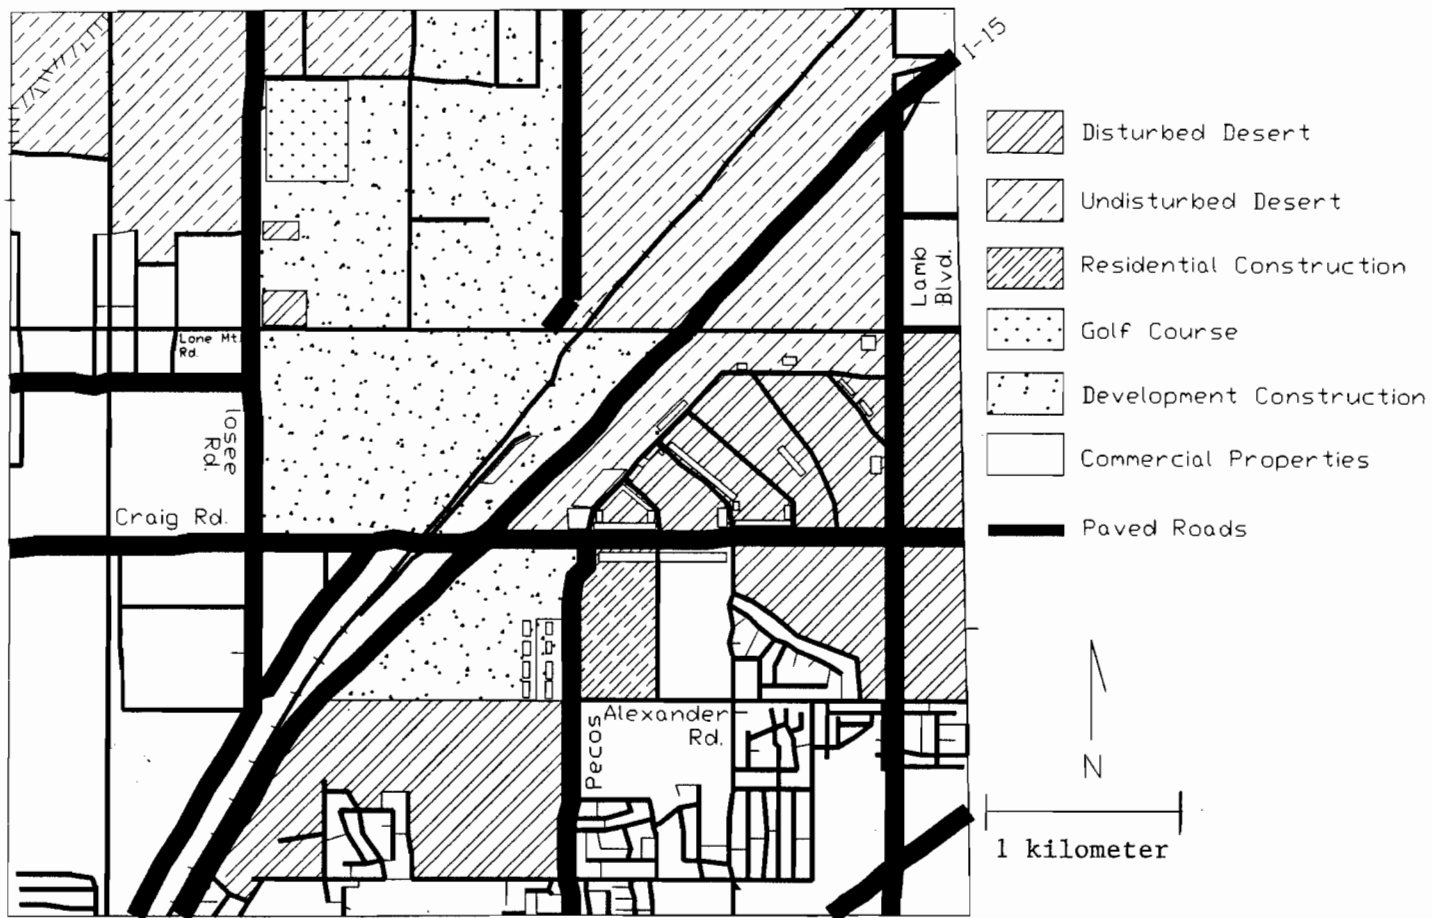 I-15
Disturbed Desert
Undisturbed Desert
Residential Construction
Golf Course
Development Construction
Commercial Properties
Paved Roads
Lamb
Blvd.
Lone Mt
Rd.
losee
Rd.
Craig Rd.
Pecos
Alexander
Rd.
N
1 kilometer